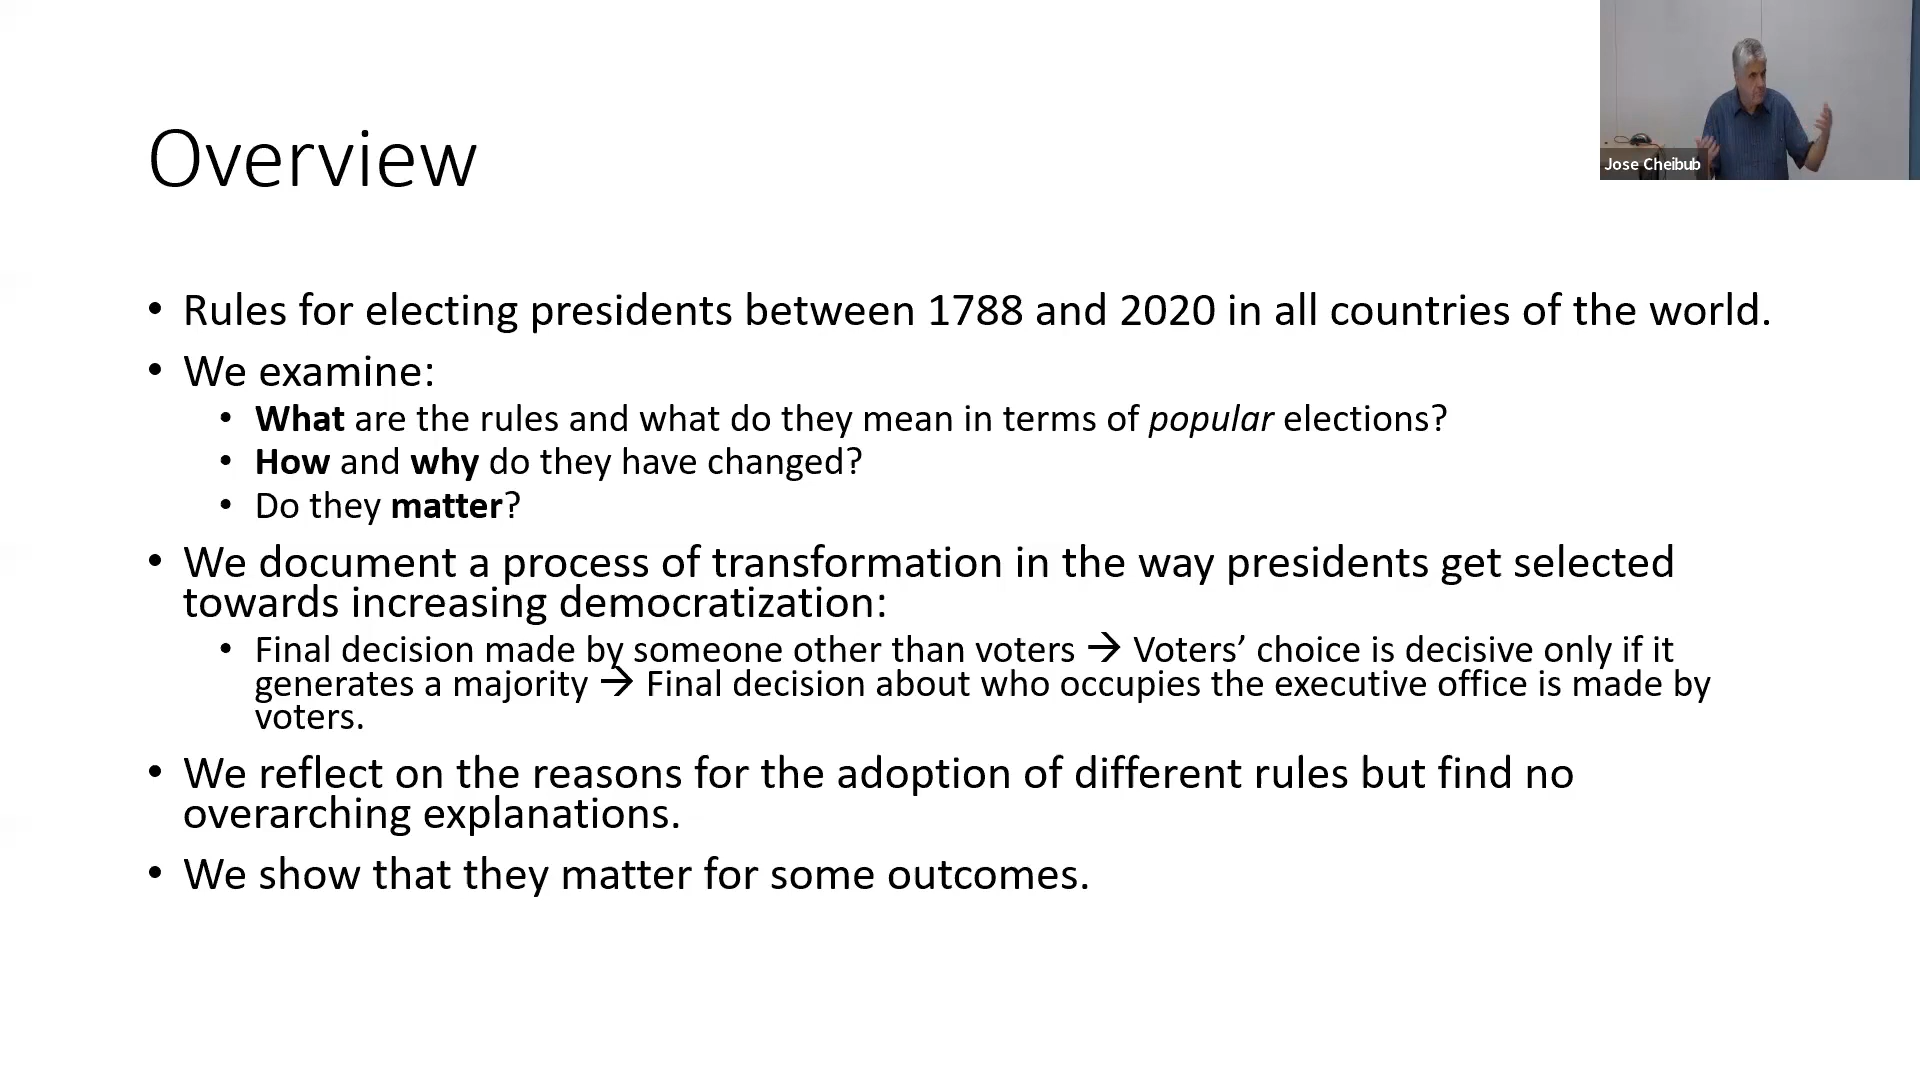 Jose Cheibub
Overview
• Rules for electing presidents between 1788 and 2020 in all countries of the world.
• We examine:
• What are the rules and what do they mean in terms of popular elections?
• How and why do they have changed?
• Do they matter?
• We document a process of transformation in the way presidents get selected
towards increasing democratization:
• Final decision made by someone other than voters → Voters’ choice is decisive only if it
generates a majority → Final decision about who occupies the executive office is made by
voters.
• We reflect on the reasons for the adoption of different rules but find no
overarching explanations.
• We show that they matter for some outcomes.